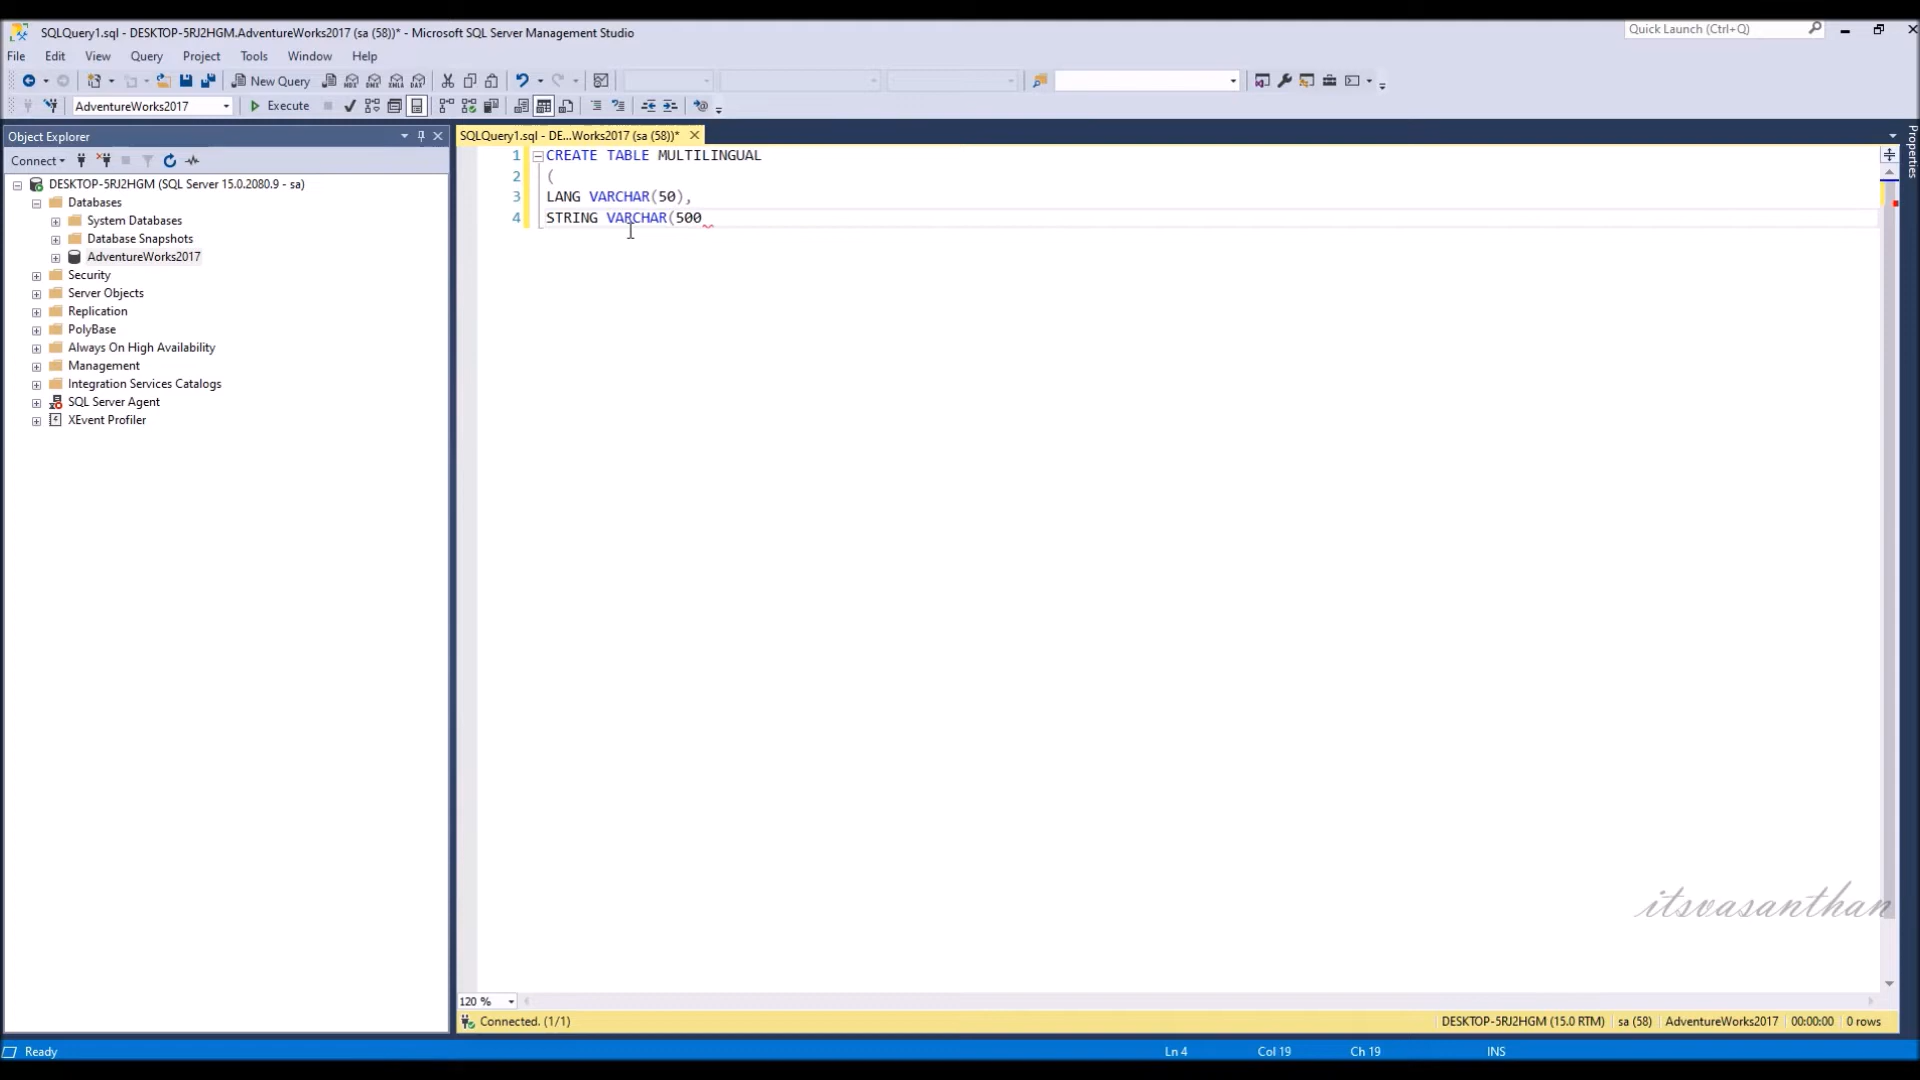 SQLQuery1.sql - DESKTOP-5RJ2HGM.AdventureWorks2017 (sa (58))* - Microsoft SQL Server Management Studio
Quick Launch (Ctrl+Q)
File Edit View Query Project Tools Window Help
New Query
AdventureWorks2017 Execute
Object Explorer
Connect
DESKTOP-5RJ2HGM (SQL Server 15.0.2080.9 - sa)
Databases
System Databases
Database Snapshots
AdventureWorks2017
Security
Server Objects
Replication
PolyBase
Always On High Availability
Management
Integration Services Catalogs
SQL Server Agent
XEvent Profiler
SQLQuery1.sql - DE...Works2017 (sa (58))*
1 CREATE TABLE MULTILINGUAL
2 (
3 LANG VARCHAR(50),
4 STRING VARCHAR(500
Properties
itsvasanthan
120 %
Connected. (1/1)
DESKTOP-5RJ2HGM (15.0 RTM) sa (58) AdventureWorks2017 00:00:00 0 rows
Ready Ln 4 Col 19 Ch 19 INS